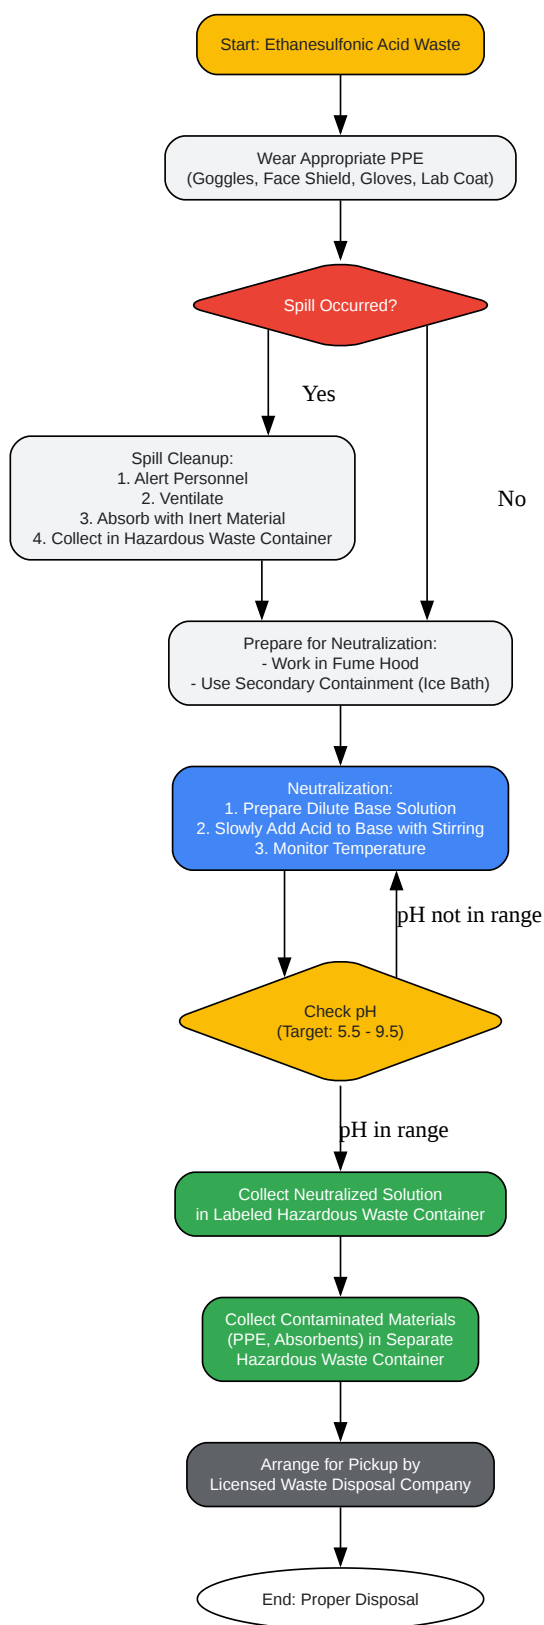 Start: Ethanesulfonic Acid Waste
Wear Appropriate PPE
(Goggles, Face Shield, Gloves, Lab Coat)
Spill Occurred?
Yes
No
Spill Cleanup:
1. Alert Personnel
2. Ventilate
3. Absorb with Inert Material
4. Collect in Hazardous Waste Container
Prepare for Neutralization:
- Work in Fume Hood
- Use Secondary Containment (Ice Bath)
Neutralization:
1. Prepare Dilute Base Solution
2. Slowly Add Acid to Base with Stirring
3. Monitor Temperature
pH not in range
Check pH
(Target: 5.5 - 9.5)
pH in range
Collect Neutralized Solution
in Labeled Hazardous Waste Container
Collect Contaminated Materials
(PPE, Absorbents) in Separate
Hazardous Waste Container
Arrange for Pickup by
Licensed Waste Disposal Company
End: Proper Disposal